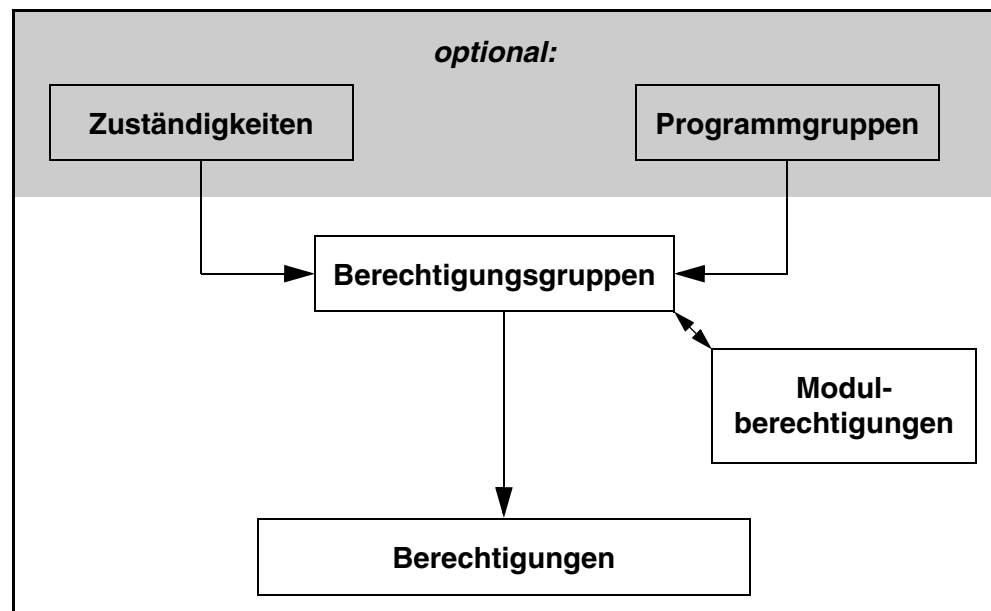 optional:
Zuständigkeiten
Programmgruppen
Berechtigungsgruppen
Modul-
berechtigungen
Berechtigungen